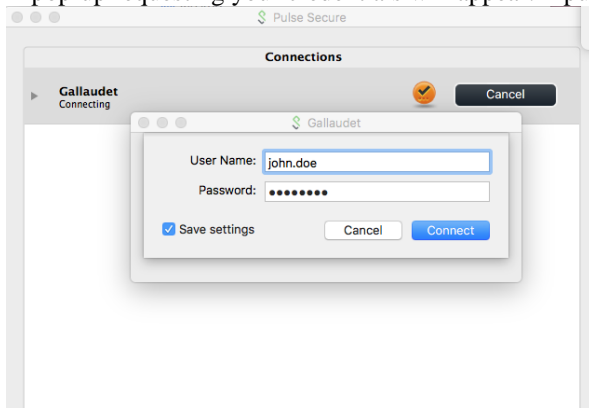 Pulse Secure
Connections
Gallaudet
Connecting
Cancel
Gallaudet
User Name: john.doe
Password: ••••••••
Save settings
Cancel Connect